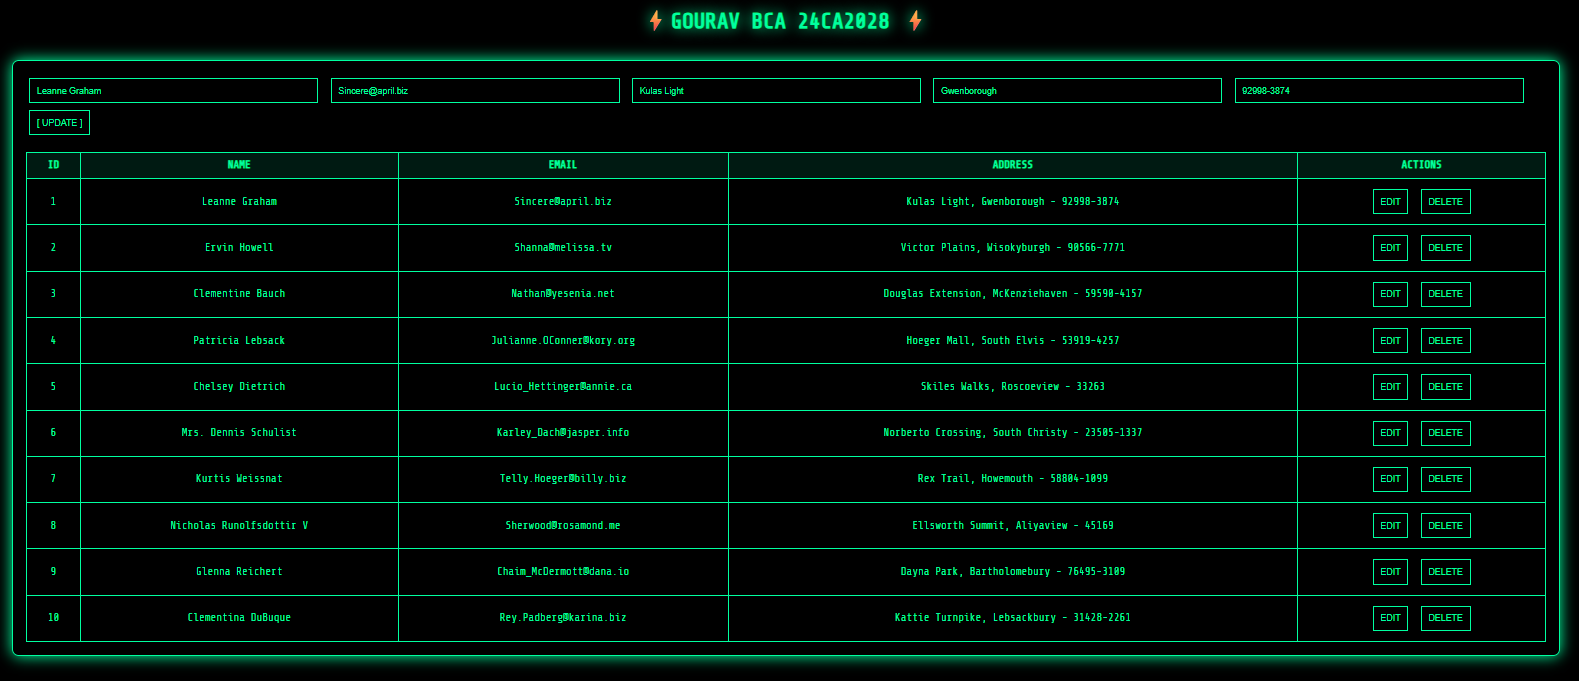 ⚡ GOURAV BCA 24CA2028 ⚡
Leanne Graham Sincere@april.biz Kulas Light Gwenborough 92998-3874
[ UPDATE ]
ID NAME EMAIL ADDRESS ACTIONS
1 Leanne Graham Sincere@april.biz Kulas Light, Gwenborough - 92998-3874 EDIT DELETE
2 Ervin Howell Shanna@melissa.tv Victor Plains, Wisokyburgh - 90566-7771 EDIT DELETE
3 Clementine Bauch Nathan@yesenia.net Douglas Extension, McKenziehaven - 59590-4157 EDIT DELETE
4 Patricia Lebsack Julianne.OConner@kory.org Hoeger Mall, South Elvis - 53919-4257 EDIT DELETE
5 Chelsey Dietrich Lucio_Hettinger@annie.ca Skiles Walks, Roscoeview - 33263 EDIT DELETE
6 Mrs. Dennis Schulist Karley_Dach@jasper.info Norberto Crossing, South Christy - 23505-1337 EDIT DELETE
7 Kurtis Weissnat Telly.Hoeger@billy.biz Rex Trail, Howemouth - 58804-1099 EDIT DELETE
8 Nicholas Runolfsdottir V Sherwood@rosamond.me Ellsworth Summit, Aliyaview - 45169 EDIT DELETE
9 Glenna Reichert Chaim_McDermott@dana.io Dayna Park, Bartholomebury - 76495-3109 EDIT DELETE
10 Clementina DuBuque Rey.Padberg@karina.biz Kattie Turnpike, Lebsackbury - 31428-2261 EDIT DELETE